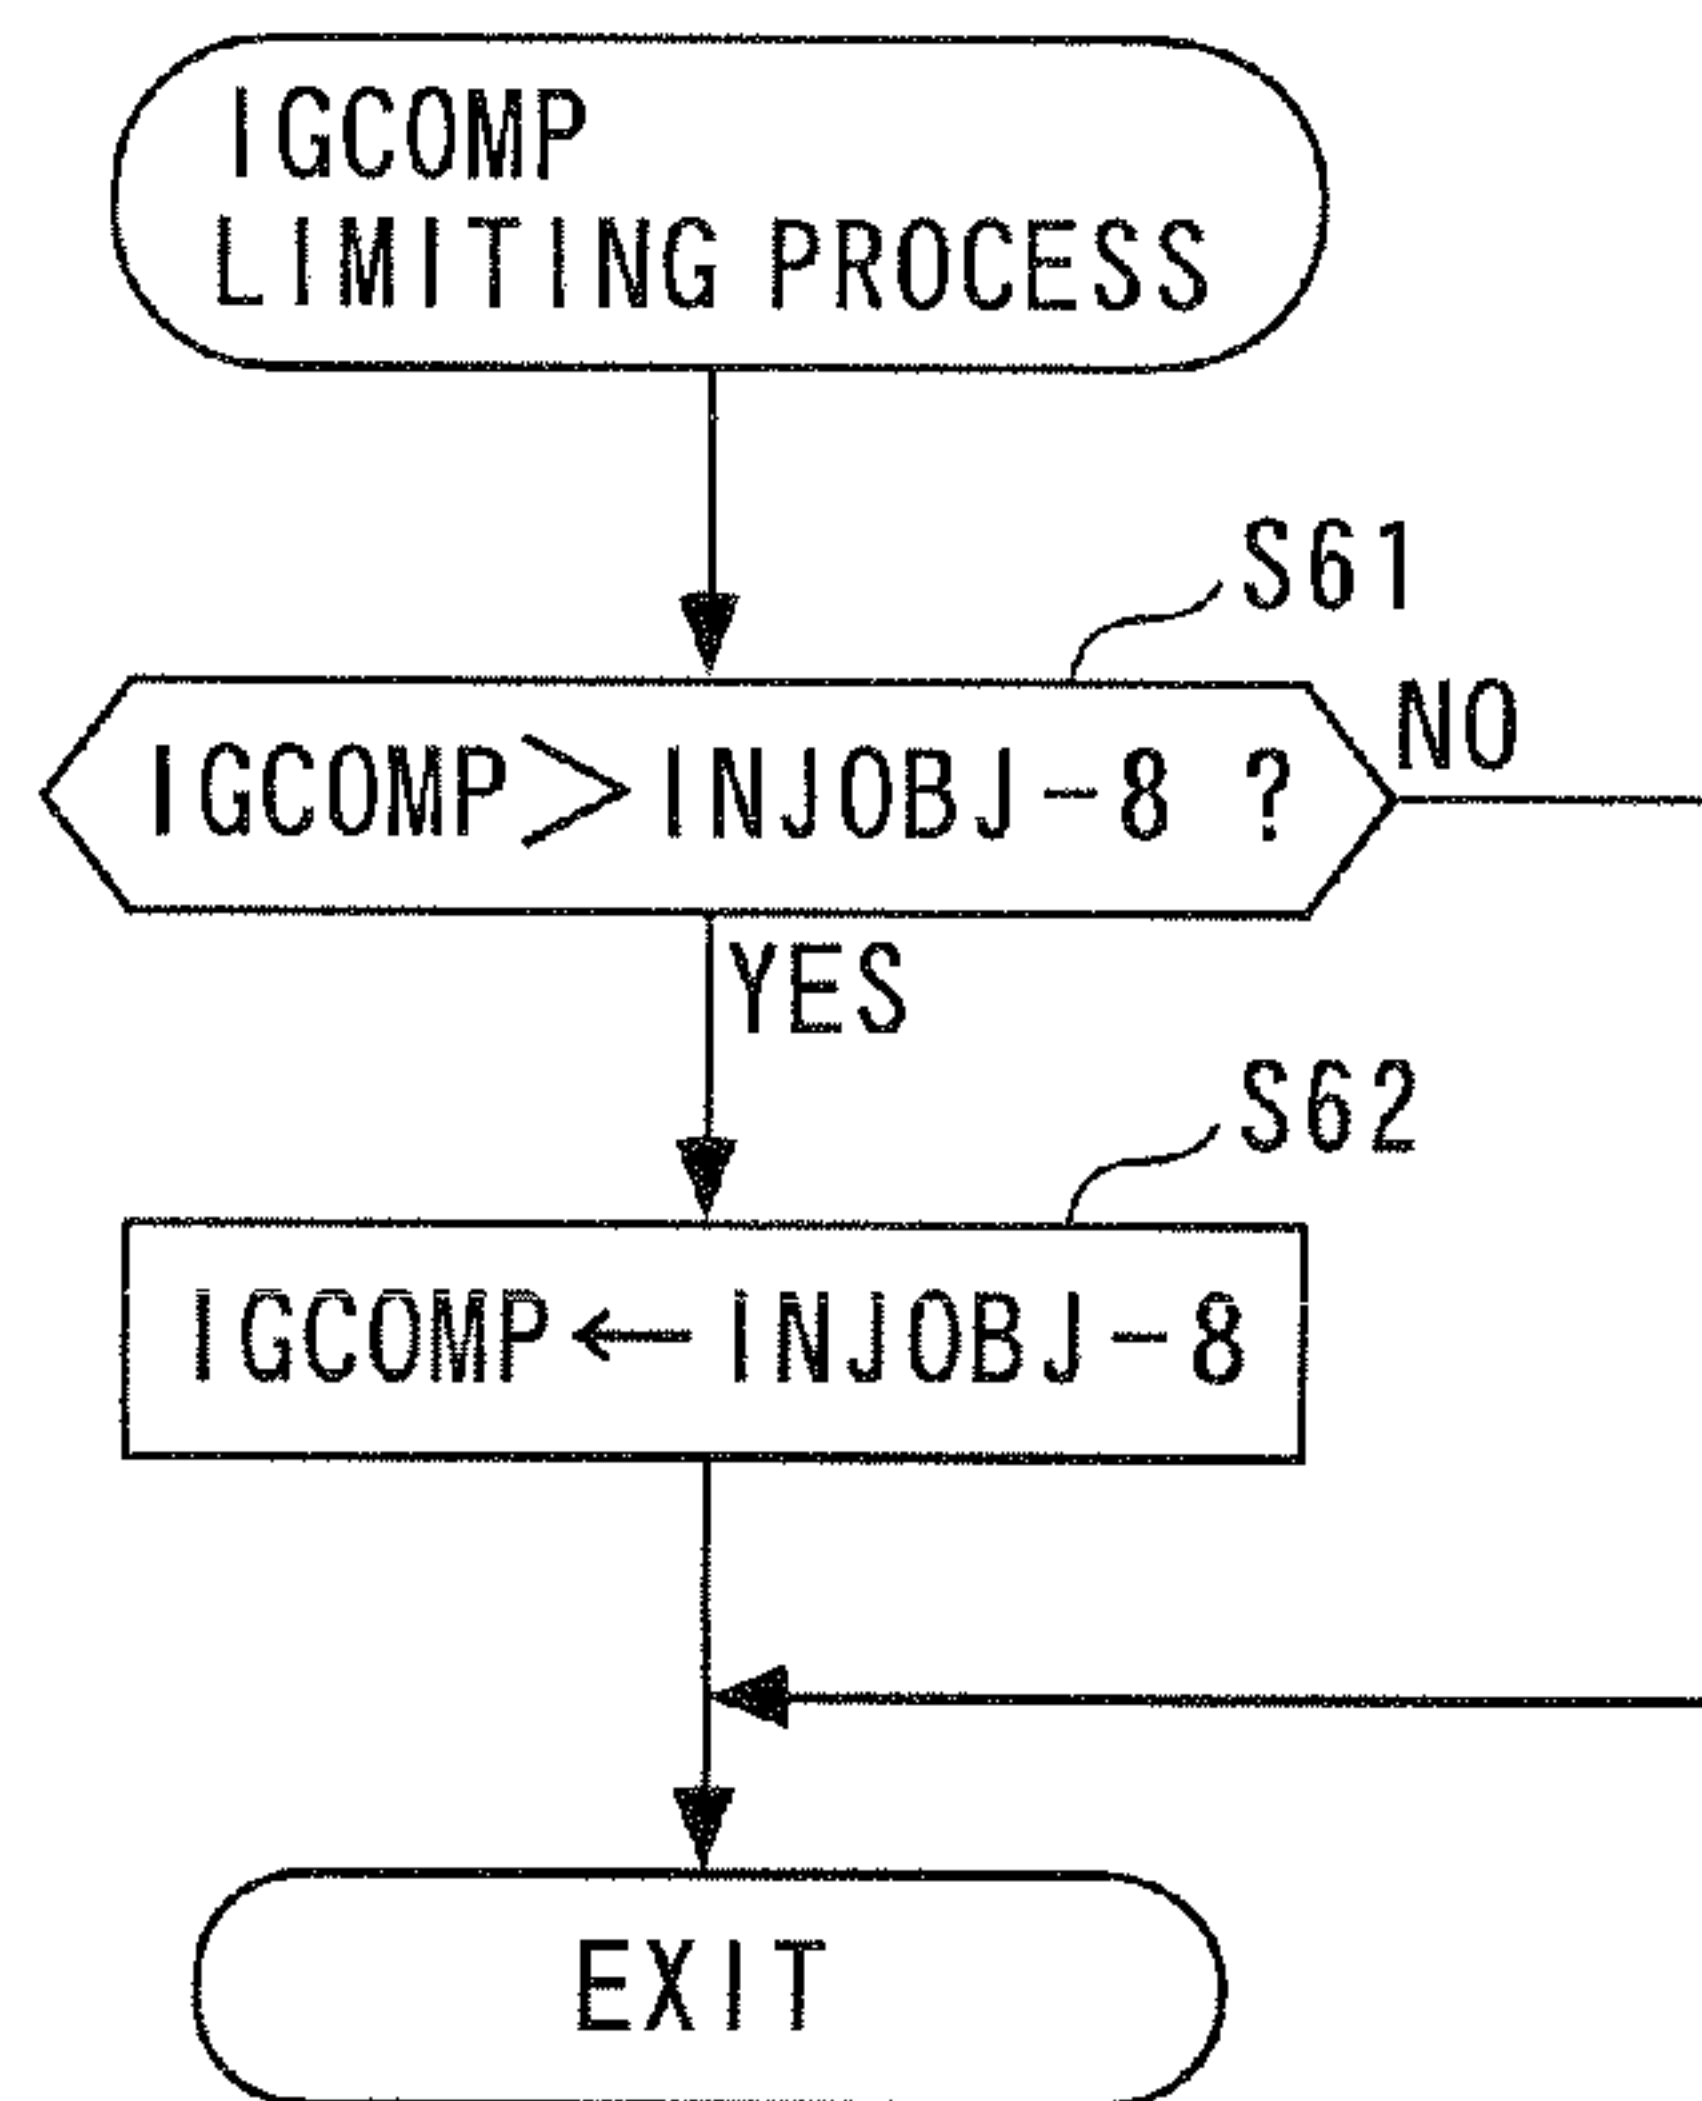 IGCOMP
LIMITING PROCESS
S61
IGCOMP>INJOBJ-8 ?
NO
YES
S62
IGCOMP←INJOBJ-8
EXIT